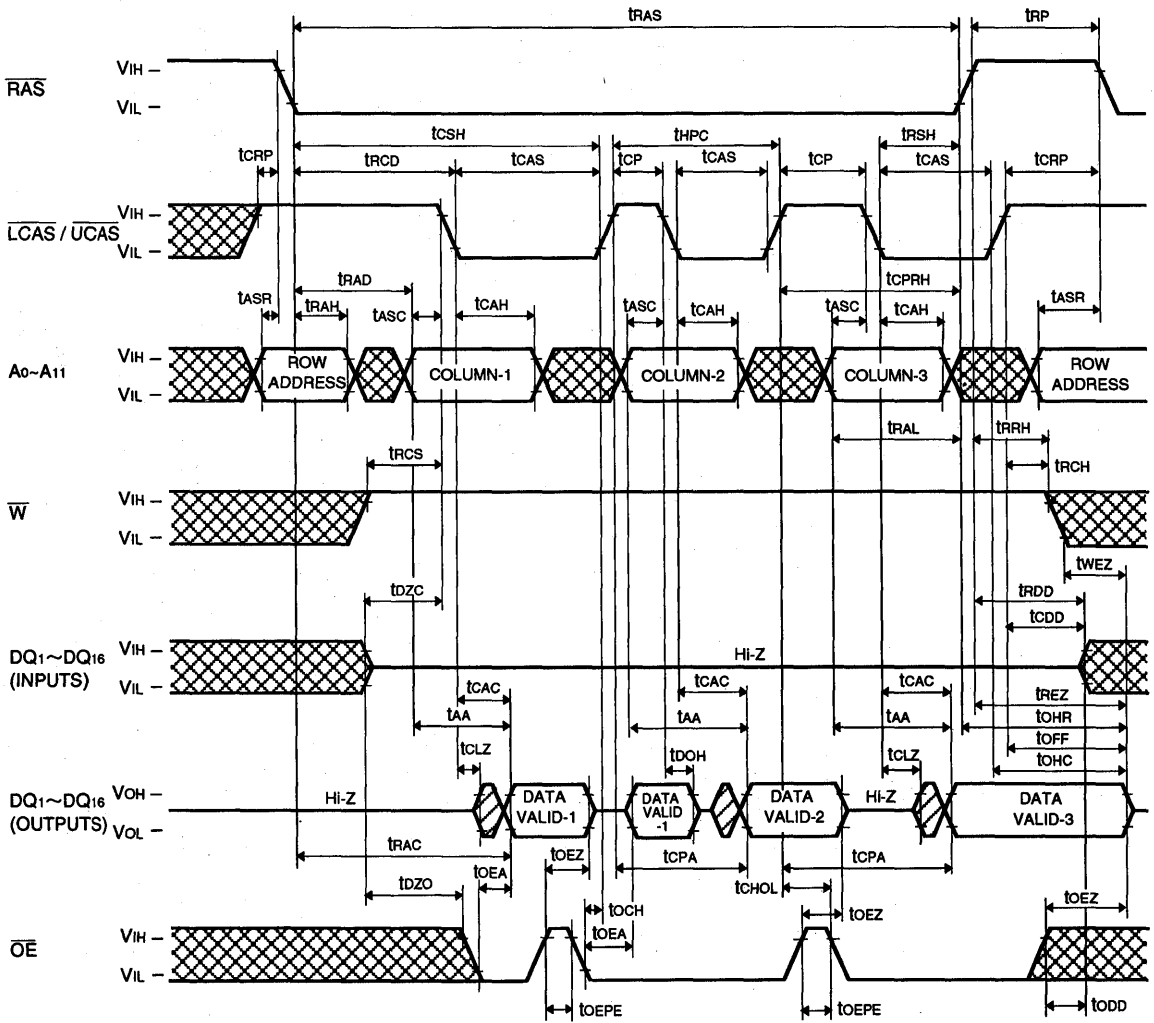 tRAS tRP
RAS VIH
VIL
tCSH tHPC tRSH
tCRP tRCD tCAS tCP tCAS tCP tCAS tCRP
LCAS / UCAS VIH
VIL
tRAD tCPRH
tASR tRAH tASC tCAH tASC tCAH tASC tCAH tASR
A0~A11 VIH
VIL
ROW ADDRESS COLUMN-1 COLUMN-2 COLUMN-3 ROW ADDRESS
tRAL tRRH
tRCS tRCH
W VIH
VIL
tWEZ
tDZC tRDD
tCDD
DQ1~DQ16 (INPUTS) VIH
VIL
Hi-Z
tCAC tCAC tCAC tREZ
tAA tAA tAA tOHR
tCLZ tDOH tCLZ tOFF
tOHC
DQ1~DQ16 (OUTPUTS) VOH
VOL
Hi-Z DATA VALID-1 DATA VALID -1 DATA VALID-2 Hi-Z DATA VALID-3
tRAC tOEZ tCPA tCPA
tDZO tOEA tOCH tCHOL tOEZ tOEZ
tOEA
OE VIH
VIL
tOEPE tOEPE tODD